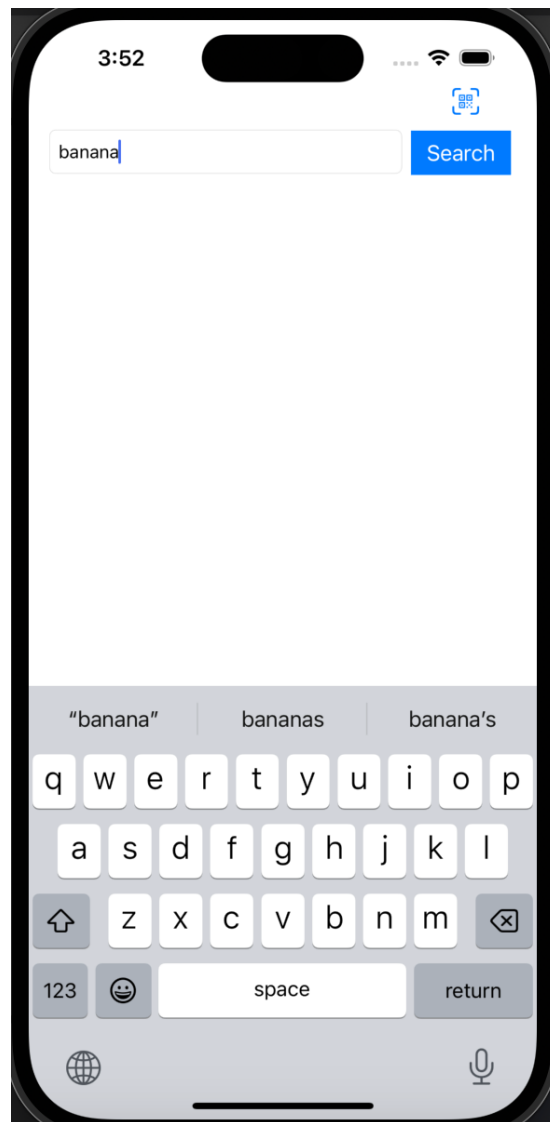 3:52
banana
Search
“banana” bananas banana’s
q w e r t y u i o p
a s d f g h j k l
z x c v b n m
123 space return